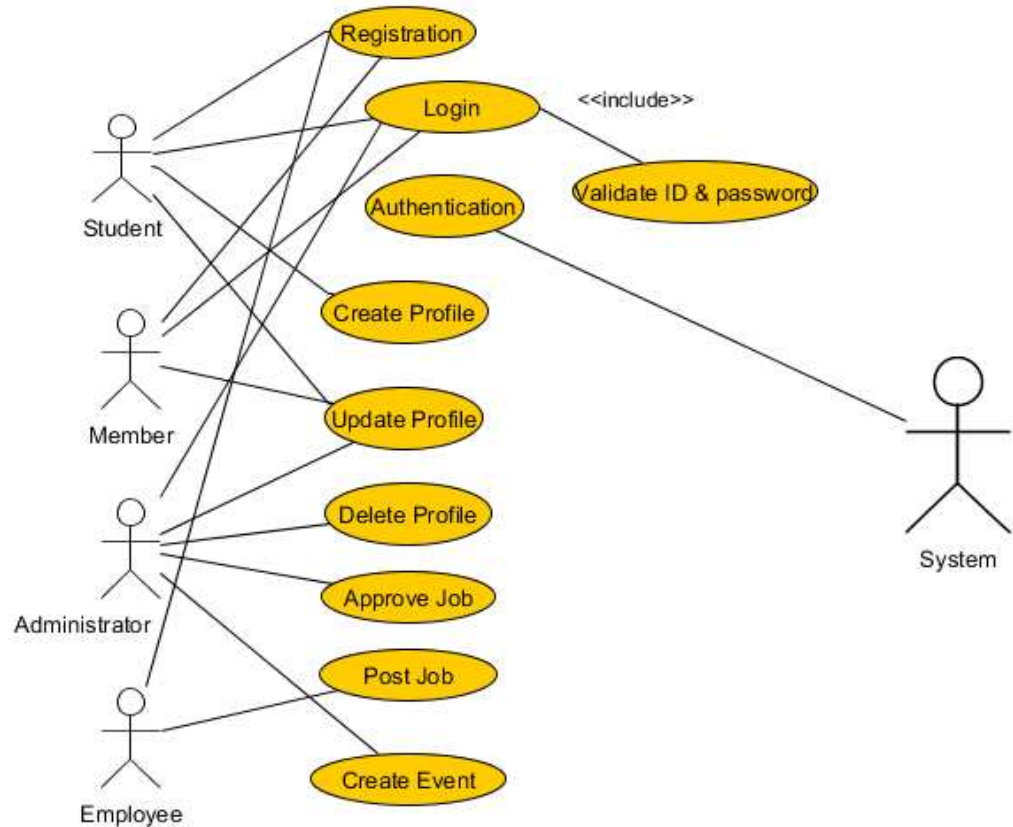 Registration
Login
<<include>>
Validate ID & password
Authentication
Student
Create Profile
Member
Update Profile
Delete Profile
System
Approve Job
Administrator
Post Job
Create Event
Employee